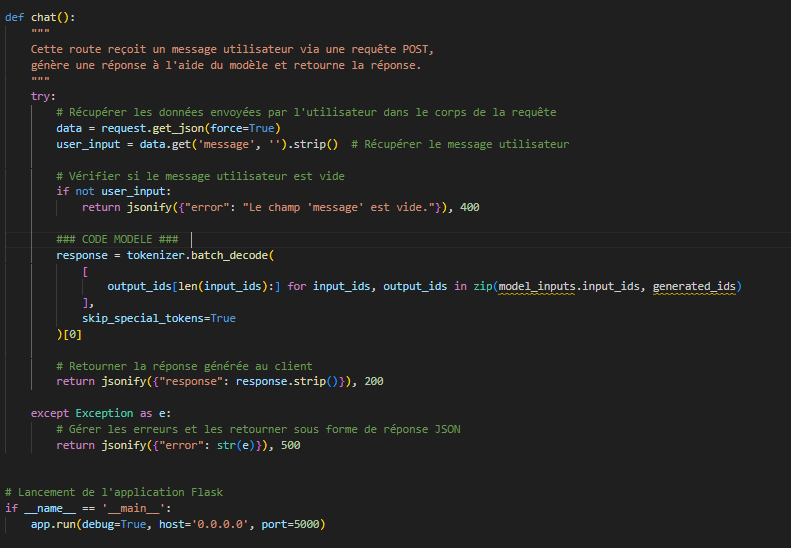 def chat():
"""
Cette route reçoit un message utilisateur via une requête POST,
génère une réponse à l'aide du modèle et retourne la réponse.
"""
try:
# Récupérer les données envoyées par l'utilisateur dans le corps de la requête
data = request.get_json(force=True)
user_input = data.get('message', '').strip()  # Récupérer le message utilisateur
# Vérifier si le message utilisateur est vide
if not user_input:
return jsonify({"error": "Le champ 'message' est vide."}), 400
### CODE MODELE ###
response = tokenizer.batch_decode(
[
output_ids[len(input_ids):] for input_ids, output_ids in zip(model_inputs.input_ids, generated_ids)
],
skip_special_tokens=True
)[0]
# Retourner la réponse générée au client
return jsonify({"response": response.strip()}), 200
except Exception as e:
# Gérer les erreurs et les retourner sous forme de réponse JSON
return jsonify({"error": str(e)}), 500
# Lancement de l'application Flask
if __name__ == '__main__':
app.run(debug=True, host='0.0.0.0', port=5000)